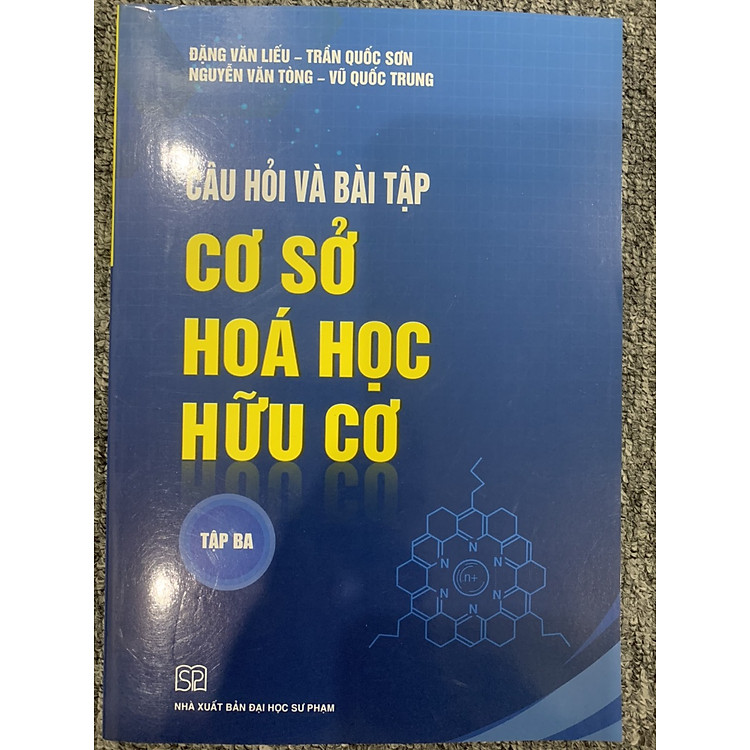 ĐẶNG VĂN LIẾU – TRẦN QUỐC SƠN
NGUYỄN VĂN TÒNG – VŨ QUỐC TRUNG
CÂU HỎI VÀ BÀI TẬP
CƠ SỞ
HOÁ HỌC
HỮU CƠ
TẬP BA
N
N
N
N
N
N
n+
SP
NHÀ XUẤT BẢN ĐẠI HỌC SƯ PHẠM